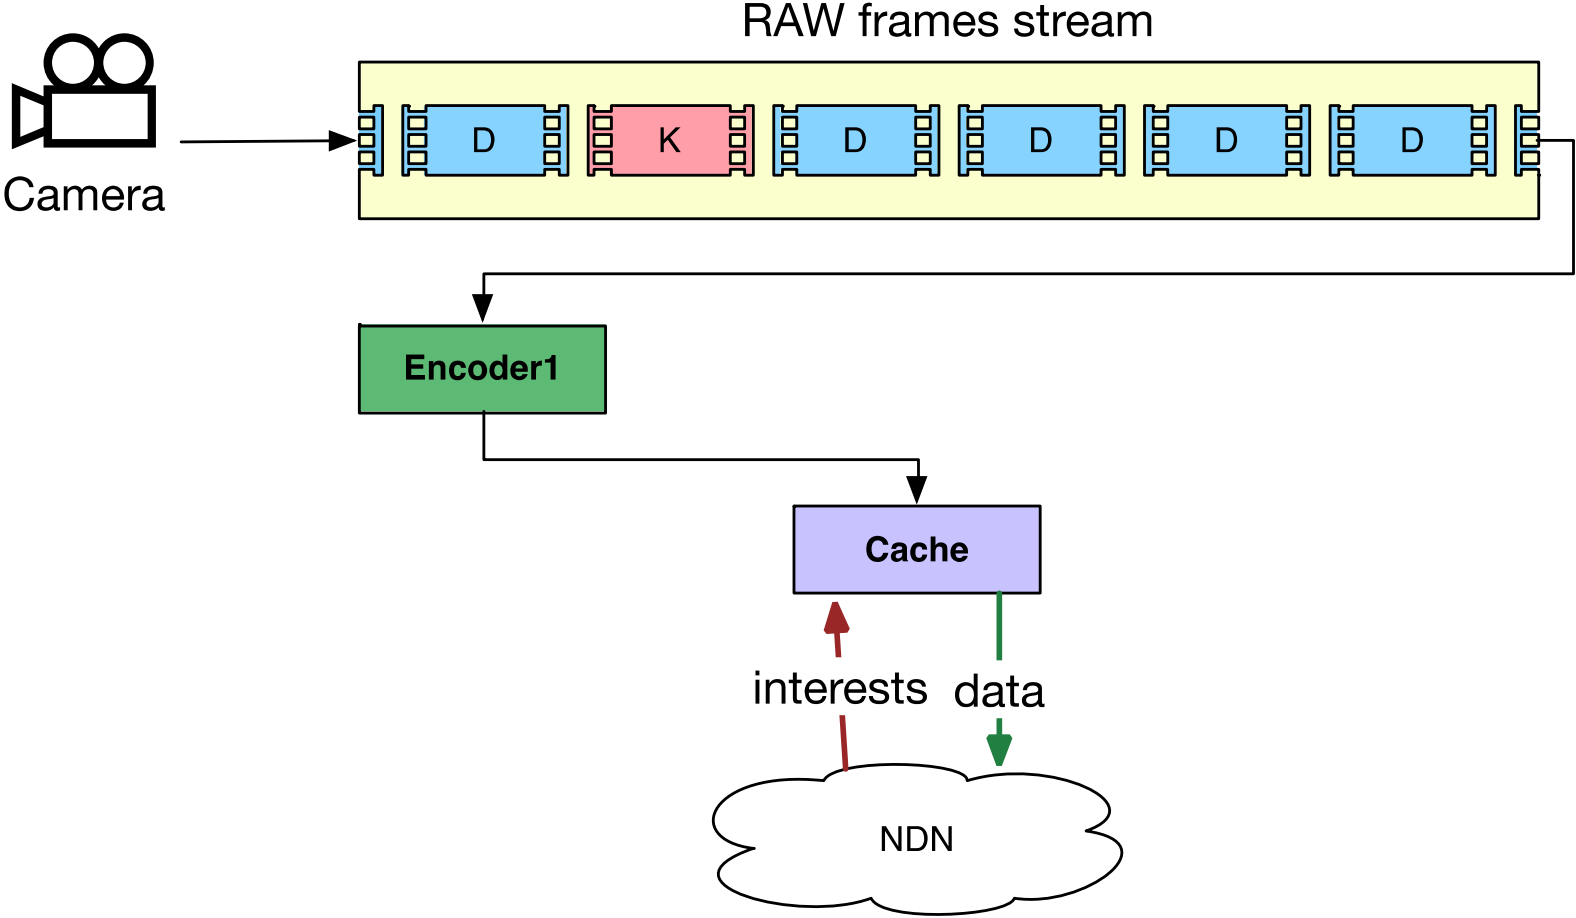 RAW frames stream
Camera
D
K
D
D
D
D
Encoder1
Cache
interests
data
NDN